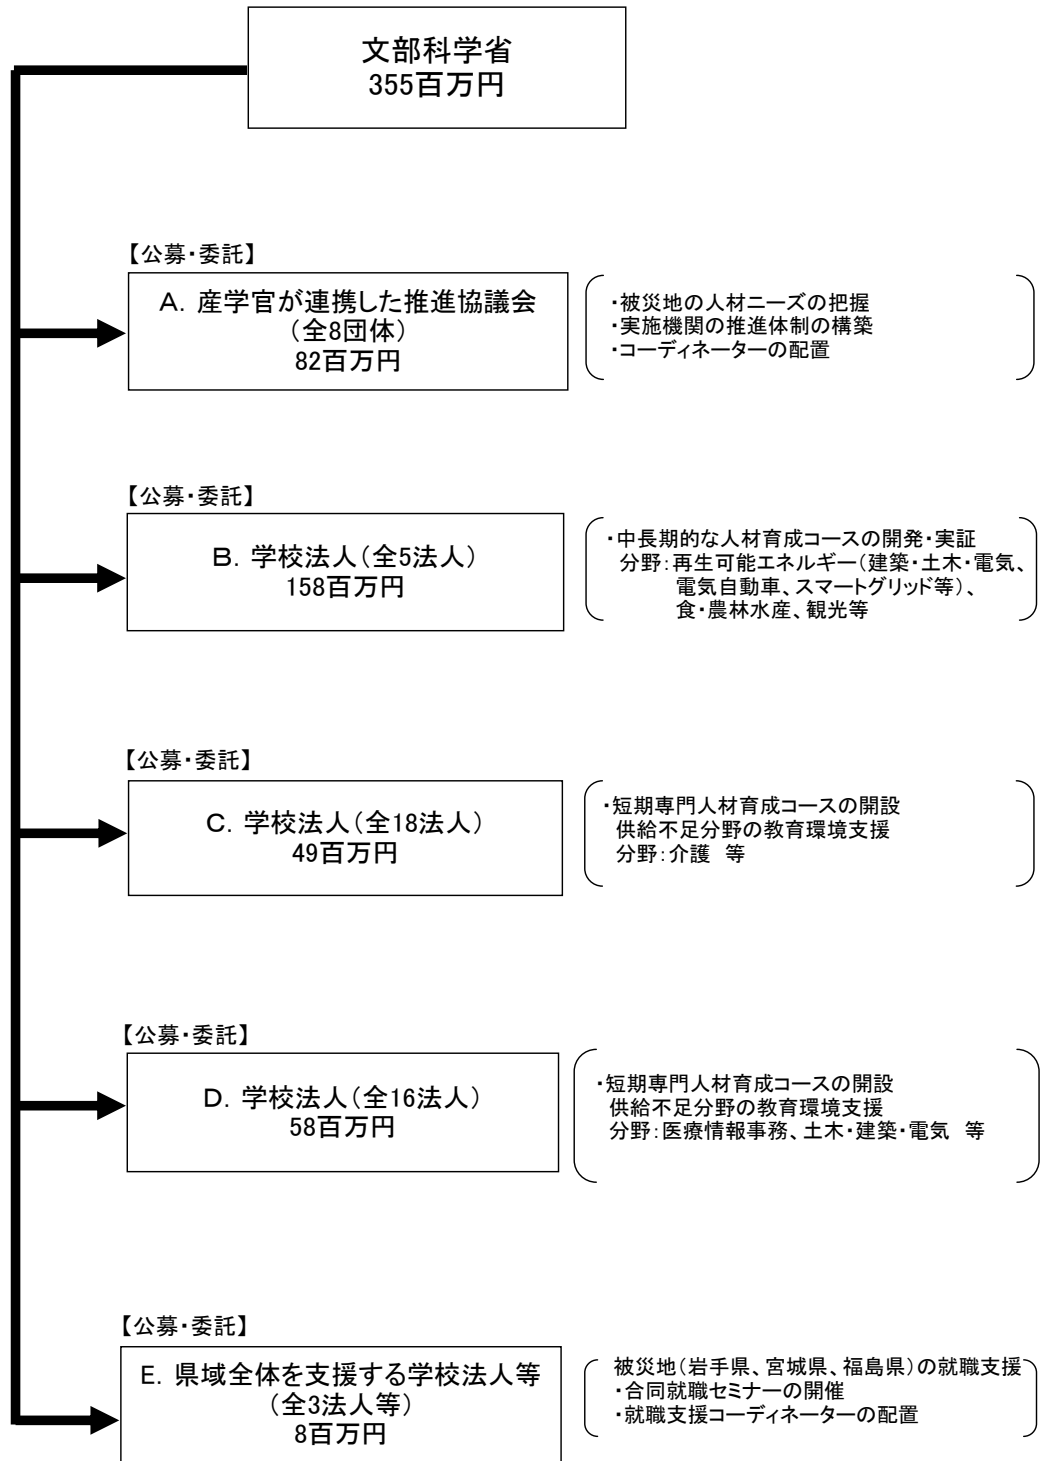 文部科学省
355百万円
【公募・委託】
A. 産学官が連携した推進協議会
(全8団体)
82百万円
・被災地の人材ニーズの把握
・実施機関の推進体制の構築
・コーディネーターの配置
【公募・委託】
B. 学校法人(全5法人)
158百万円
・中長期的な人材育成コースの開発・実証
分野:再生可能エネルギー(建築・土木・電気、
電気自動車、スマートグリッド等)、
食・農林水産、観光等
【公募・委託】
C. 学校法人(全18法人)
49百万円
・短期専門人材育成コースの開設
供給不足分野の教育環境支援
分野:介護 等
【公募・委託】
D. 学校法人(全16法人)
58百万円
・短期専門人材育成コースの開設
供給不足分野の教育環境支援
分野:医療情報事務、土木・建築・電気 等
【公募・委託】
E. 県域全体を支援する学校法人等
(全3法人等)
8百万円
被災地(岩手県、宮城県、福島県)の就職支援
・合同就職セミナーの開催
・就職支援コーディネーターの配置